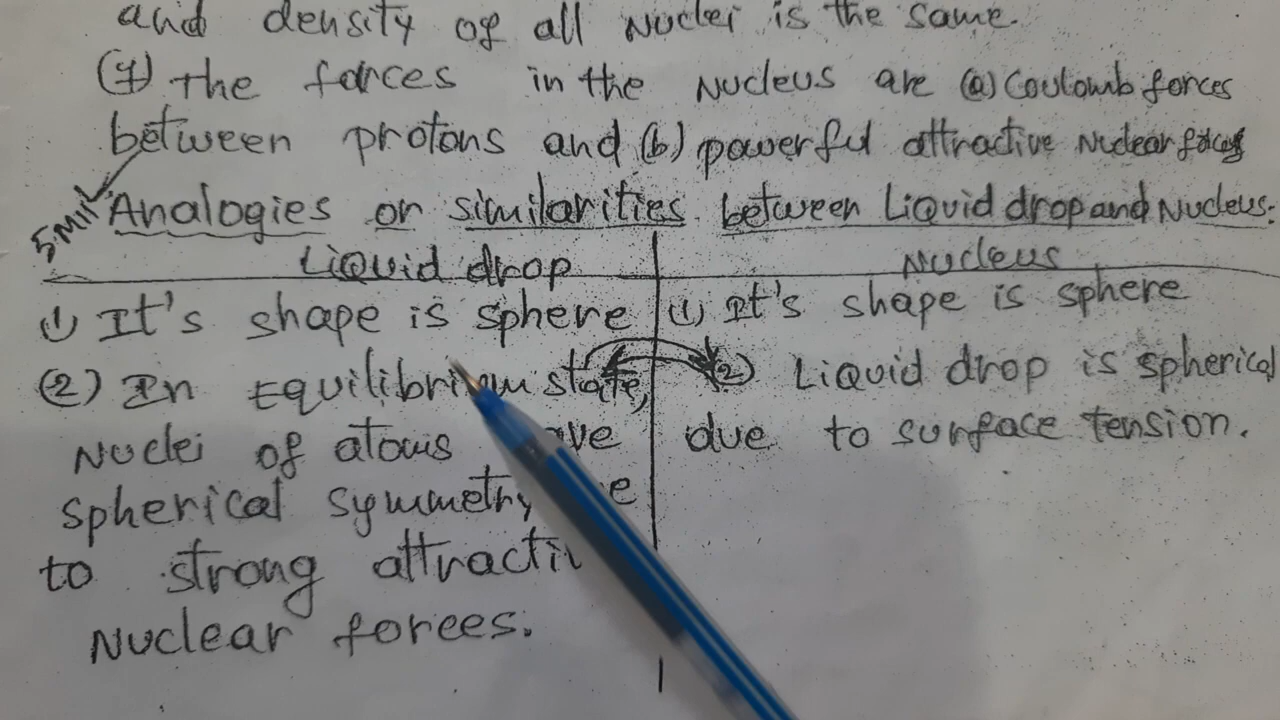 and density of all Nuclei is the same.
(4) The forces in the Nucleus are (a) Coulomb forces
between protons and (b) powerful attractive Nuclear forces
5 Mil Analogies or similarities between Liquid drop and Nucleus:
Liquid drop
Nucleus
(1) It's shape is sphere
(2) In Equilibrium state,
Nuclei of atoms
spherical symmetry
to strong
Nuclear forces.
(1) It's shape is sphere
(2) Liquid drop is spherical
due to surface tension.